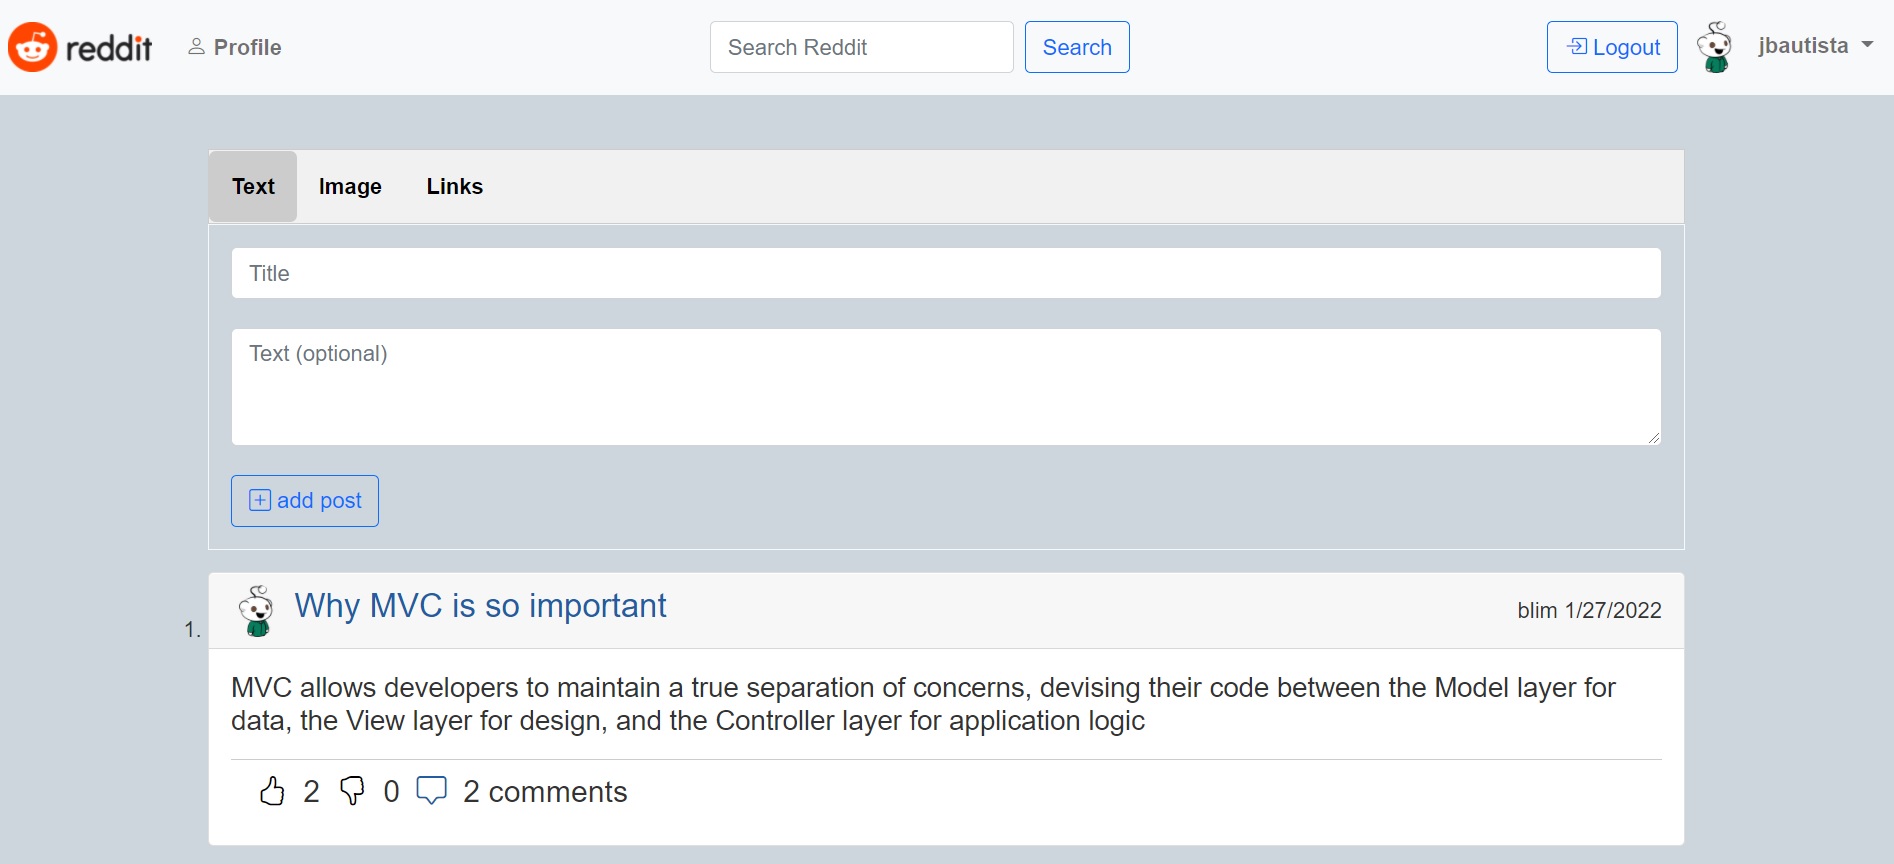 reddit Profile Search Reddit Search Logout jbautista
Text Image Links
Title
Text (optional)
add post
1. Why MVC is so important blim 1/27/2022
MVC allows developers to maintain a true separation of concerns, devising their code between the Model layer for
data, the View layer for design, and the Controller layer for application logic
2 0 2 comments